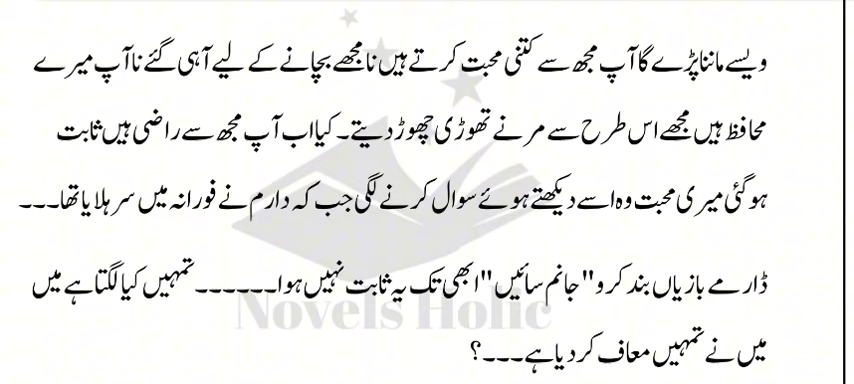 ویسے ماننا پڑے گا آپ مجھ سے کتنی محبت کرتے ہیں نا مجھے بچانے کے لیے آہی گئے نا آپ میرے
محافظ ہیں مجھے اس طرح سے مرنے تھوڑی چھوڑ دیتے۔ کیا اب آپ مجھ سے راضی ہیں ثابت
ہو گئی میری محبت وہ اسے دیکھتے ہوئے سوال کرنے لگی جب کہ دارم نے فورا نہ میں سر ہلایا تھا۔۔۔
ڈارمے بازیاں بند کرو "جانم سائیں" ابھی تک یہ ثابت نہیں ہوا۔۔۔۔۔۔ تمہیں کیا لگتا ہے میں
میں نے تمہیں معاف کر دیا ہے۔۔۔؟
Novels Holic